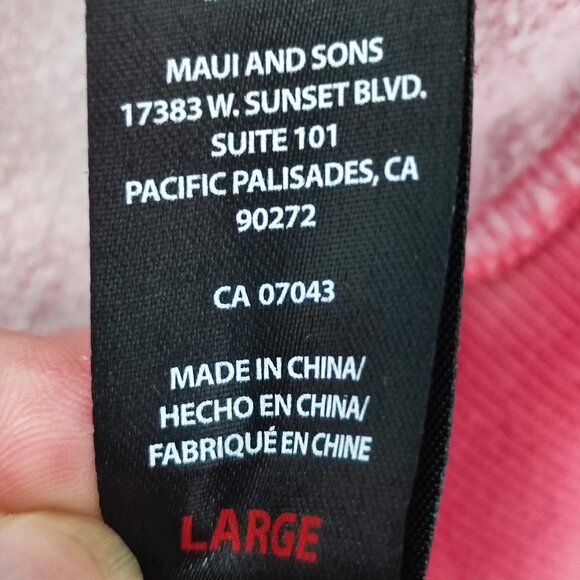 MAUI AND SONS
17383 W. SUNSET BLVD.
SUITE 101
PACIFIC PALISADES, CA
90272
CA 07043
MADE IN CHINA/
HECHO EN CHINA/
FABRIQUÉ EN CHINE
LARGE